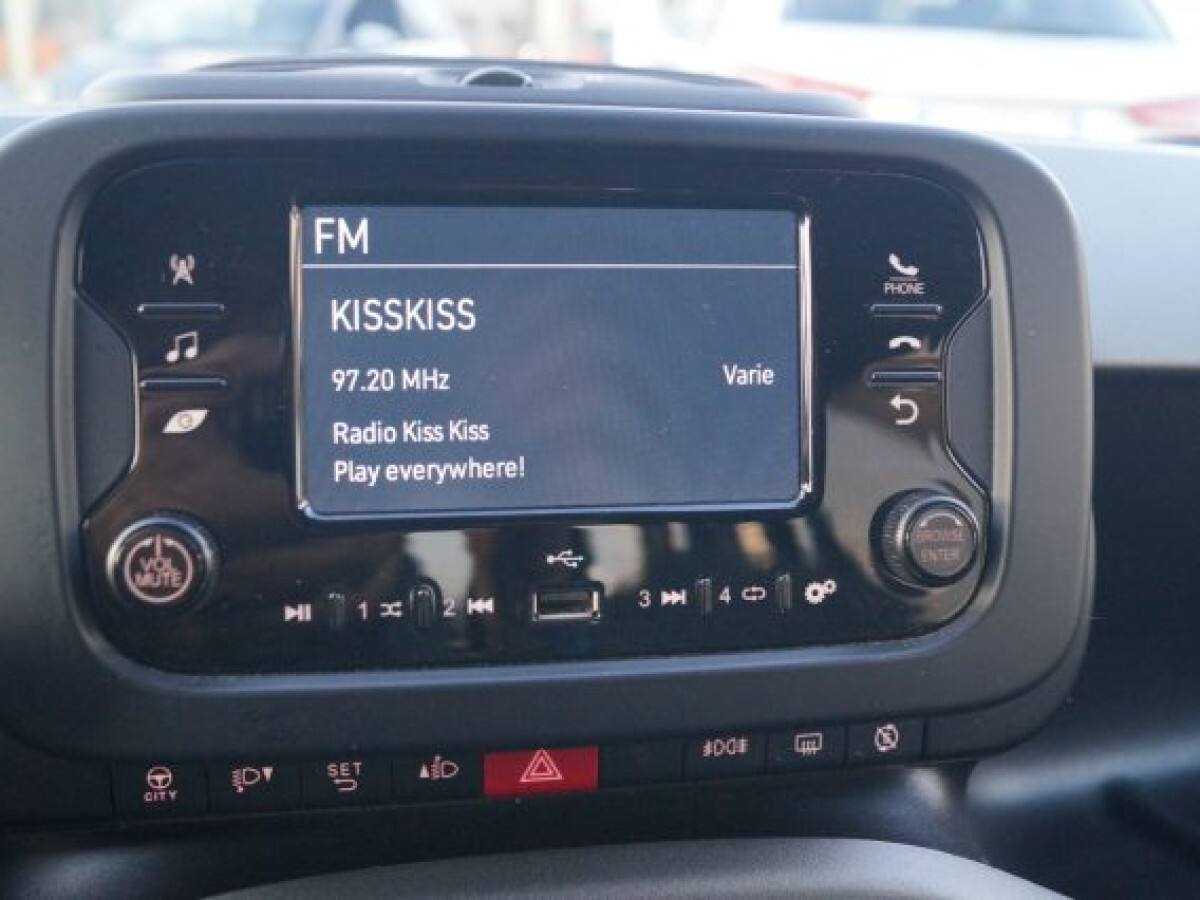 FM
KISSKISS
97.20 MHz
Varie
Radio Kiss Kiss
Play everywhere!
PHONE
VOL
MUTE
BROWSE
ENTER
1
2
3
4
CITY
SET